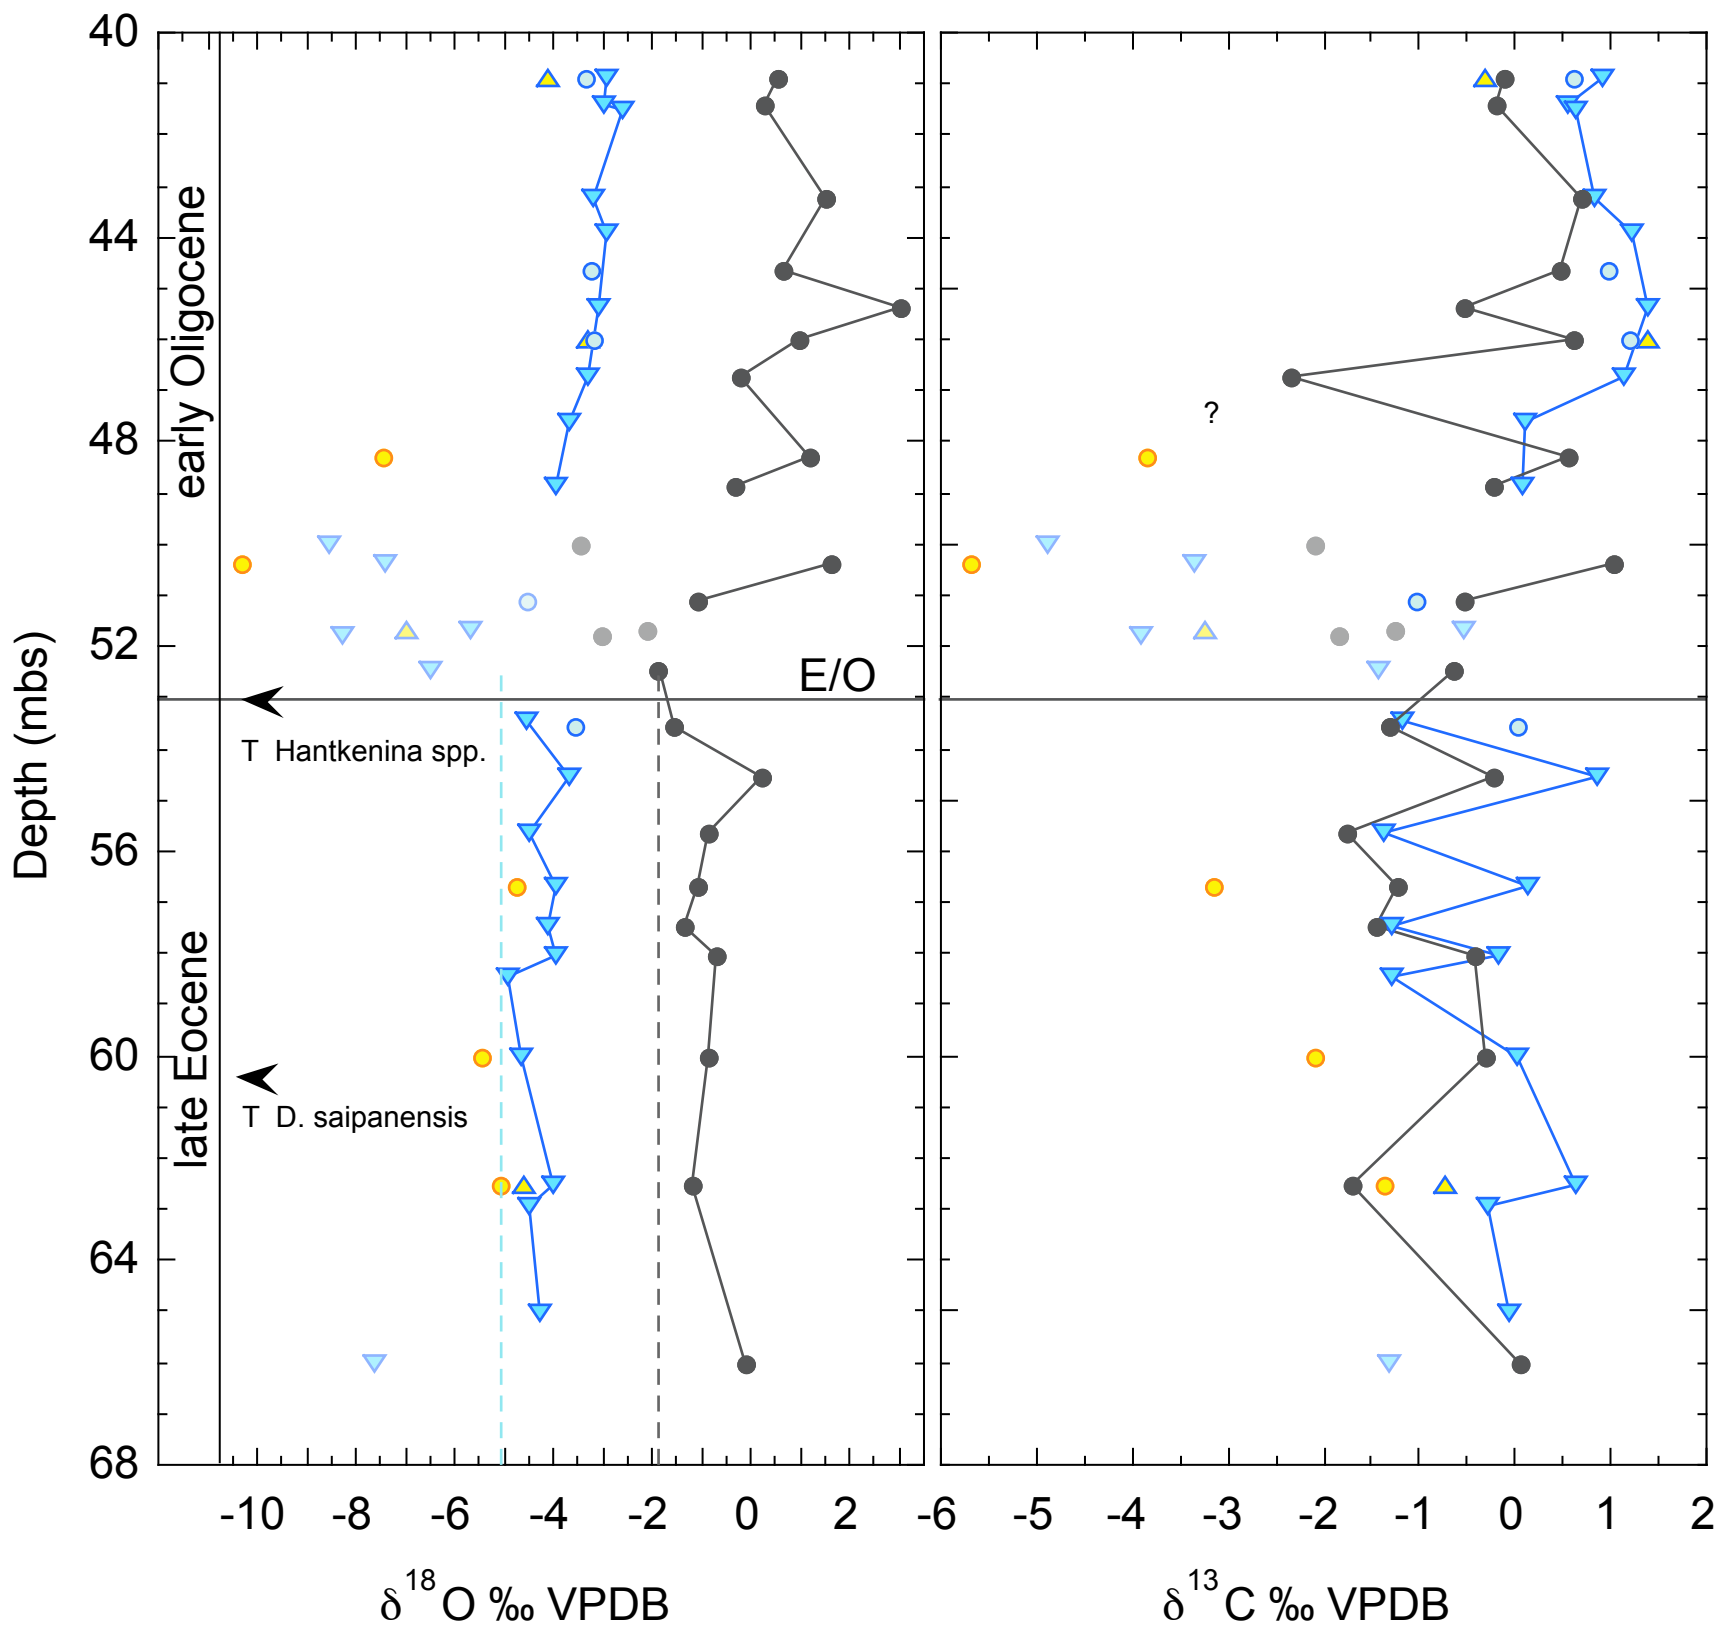 40
44
48
52
56
60
64
68
Depth (mbs)
early Oligocene
late Eocene
E/O
T Hantkenina spp.
T D. saipanensis
?
-10 -8 -6 -4 -2 0 2
-6 -5 -4 -3 -2 -1 0 1 2
δ¹⁸O ‰ VPDB
δ¹³C ‰ VPDB